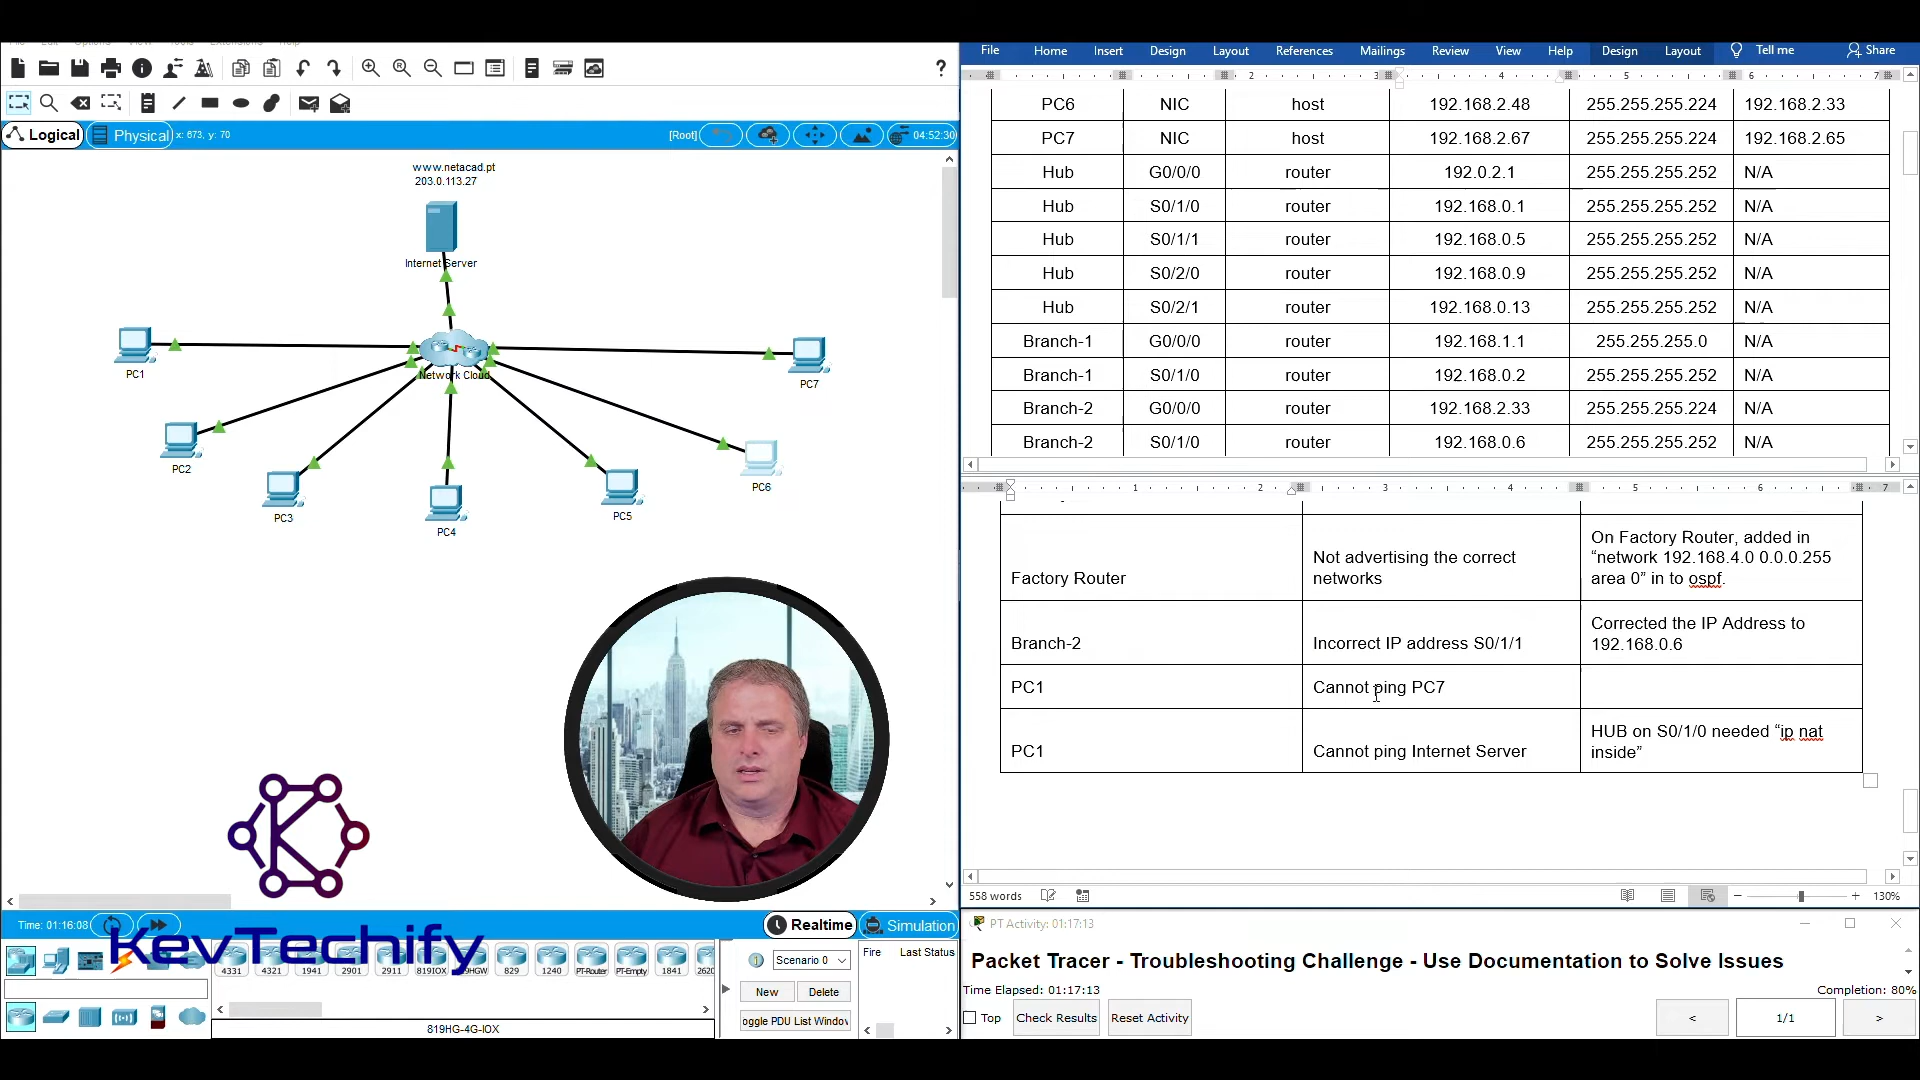 File Home Insert Design Layout References Mailings Review View Help Design Layout Tell me Share
Logical Physical x: 673, y: 70 [Root] 04:52:30
www.netacad.pt
203.0.113.27
Internet Server
Network Cloud
PC1
PC7
PC2
PC6
PC3
PC5
PC4
KevTechify
Time: 01:16:08
Realtime Simulation
4331 4321 1941 2901 2911 819IOX 819HGW 829 1240 PT-Router PT-Empty 1841 2620
819HG-4G-IOX
Scenario 0
New Delete
oggle PDU List Window
Fire Last Status
1 2 3 4 5 6 7
PC6 NIC host 192.168.2.48 255.255.255.224 192.168.2.33
PC7 NIC host 192.168.2.67 255.255.255.224 192.168.2.65
Hub G0/0/0 router 192.0.2.1 255.255.255.252 N/A
Hub S0/1/0 router 192.168.0.1 255.255.255.252 N/A
Hub S0/1/1 router 192.168.0.5 255.255.255.252 N/A
Hub S0/2/0 router 192.168.0.9 255.255.255.252 N/A
Hub S0/2/1 router 192.168.0.13 255.255.255.252 N/A
Branch-1 G0/0/0 router 192.168.1.1 255.255.255.0 N/A
Branch-1 S0/1/0 router 192.168.0.2 255.255.255.252 N/A
Branch-2 G0/0/0 router 192.168.2.33 255.255.255.224 N/A
Branch-2 S0/1/0 router 192.168.0.6 255.255.255.252 N/A
1 2 3 4 5 6 7
Factory Router
Not advertising the correct
networks
On Factory Router, added in
“network 192.168.4.0 0.0.0.255
area 0” in to ospf.
Branch-2
Incorrect IP address S0/1/1
Corrected the IP Address to
192.168.0.6
PC1 Cannot ping PC7
PC1
Cannot ping Internet Server
HUB on S0/1/0 needed “ip nat
inside”
558 words 130%
PT Activity: 01:17:13
Packet Tracer - Troubleshooting Challenge - Use Documentation to Solve Issues
Time Elapsed: 01:17:13 Completion: 80%
Top Check Results Reset Activity < 1/1 >